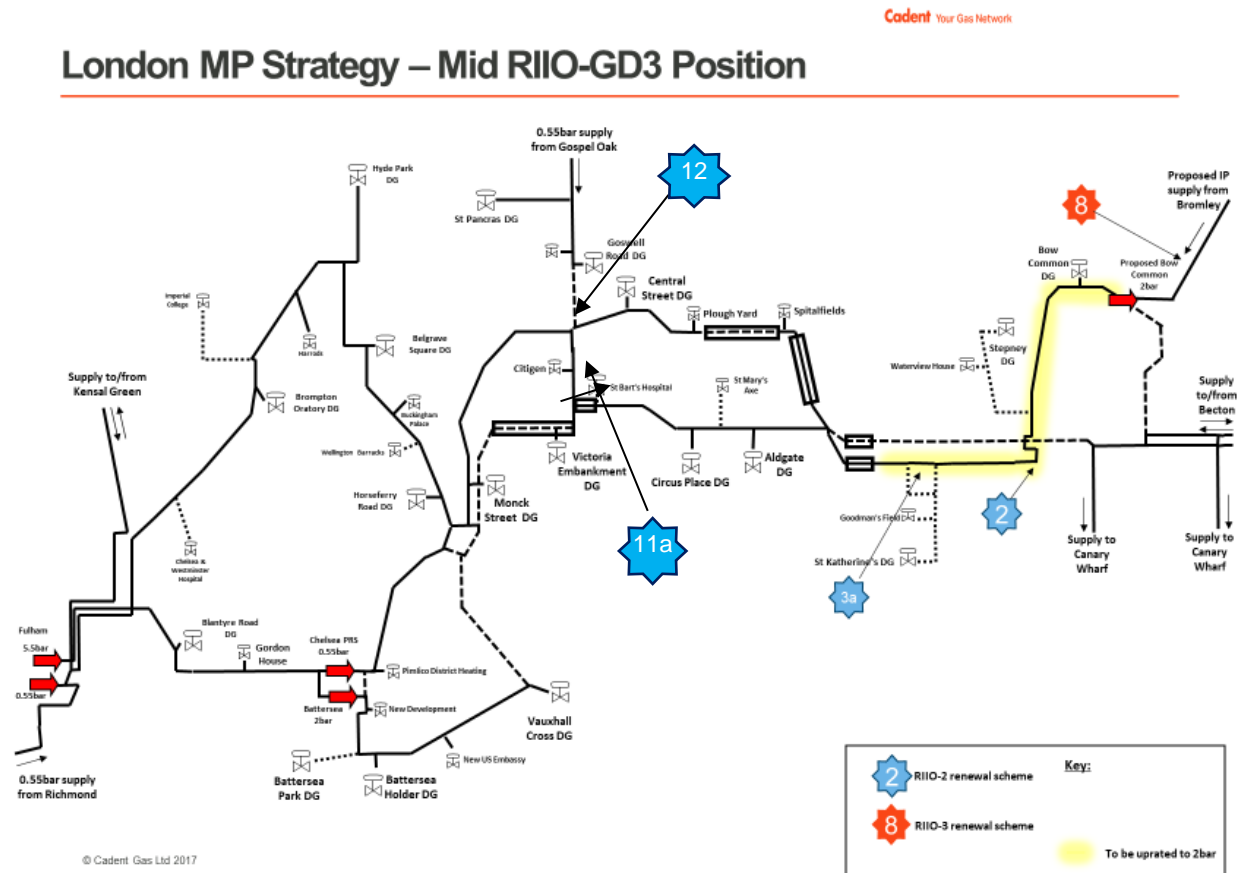 Cadent Your Gas Network
London MP Strategy – Mid RIIO-GD3 Position
0.55bar supply
from Gospel Oak
12
Hyde Park
DG
St Pancras DG
Goswell
Road DG
8
Proposed IP
supply from
Bromley
Bow
Common
DG
Proposed Bow
Common
2bar
Central
Street DG
Plough Yard
Spitalfields
Imperial
College
Harrods
Belgrave
Square DG
Citigen
St Bart's Hospital
St Mary's
Axe
Waterview House
Stepney
DG
Supply to/from
Kensal Green
Brompton
Oratory DG
Buckingham
Palace
Wellington Barracks
Supply
to/from
Becton
Victoria
Embankment
DG
Circus Place DG
Aldgate
DG
Horseferry
Road DG
Monck
Street DG
2
Goodman's Field
St Katherine's DG
3a
11a
Supply to
Canary
Wharf
Supply to
Canary
Wharf
Chelsea &
Westminster
Hospital
Fulham
5.5bar
0.55bar
Blantyre Road
DG
Gordon
House
Chelsea PRS
0.55bar
Pimlico District Heating
Battersea
2bar
New Development
Vauxhall
Cross DG
New US Embassy
Battersea
Park DG
Battersea
Holder DG
0.55bar supply
from Richmond
Key:
2 RIIO-2 renewal scheme
8 RIIO-3 renewal scheme
To be uprated to 2bar
© Cadent Gas Ltd 2017